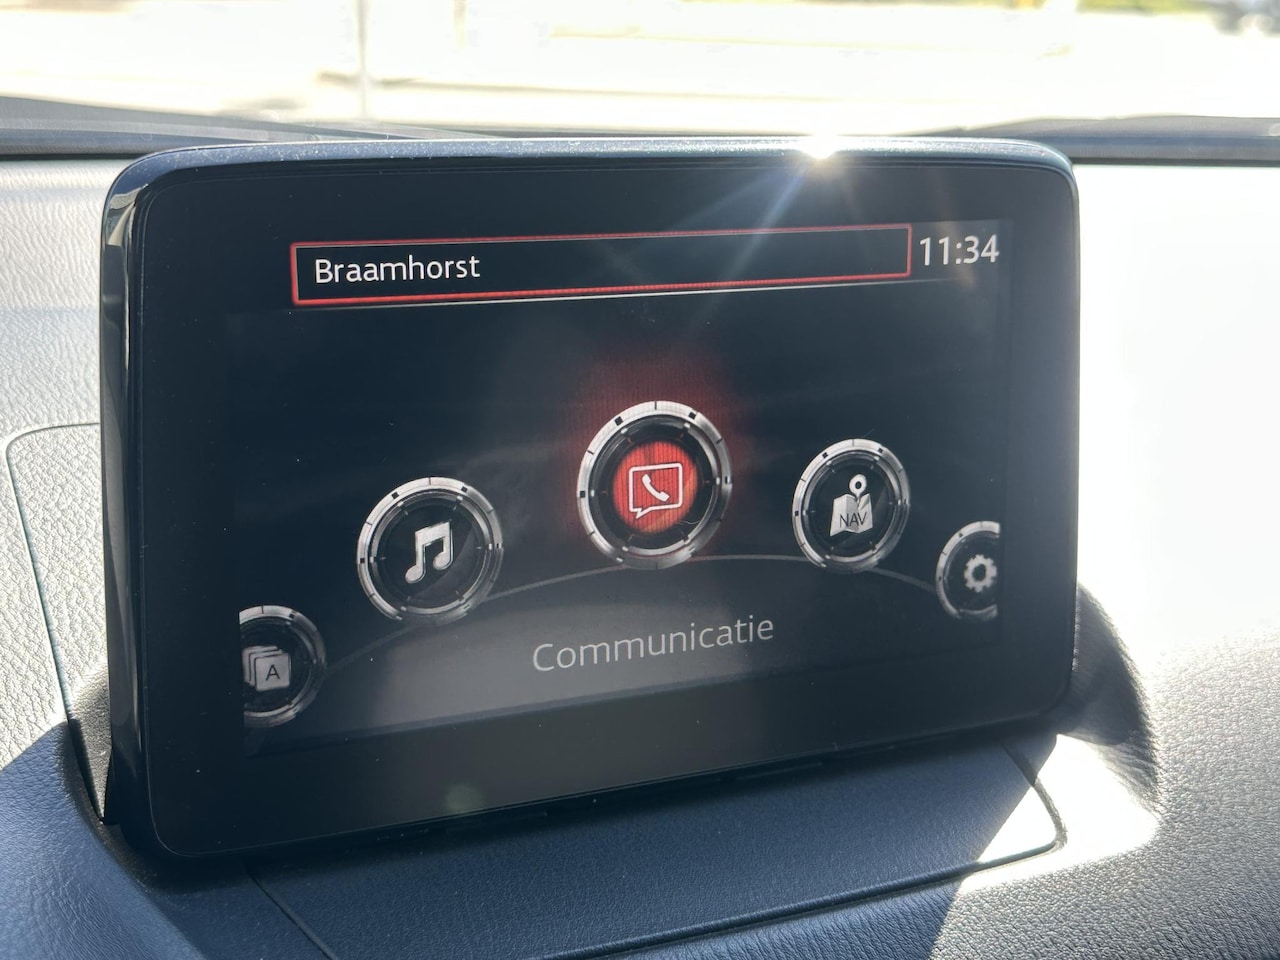 Braamhorst
11:34
NAV
A
Communicatie